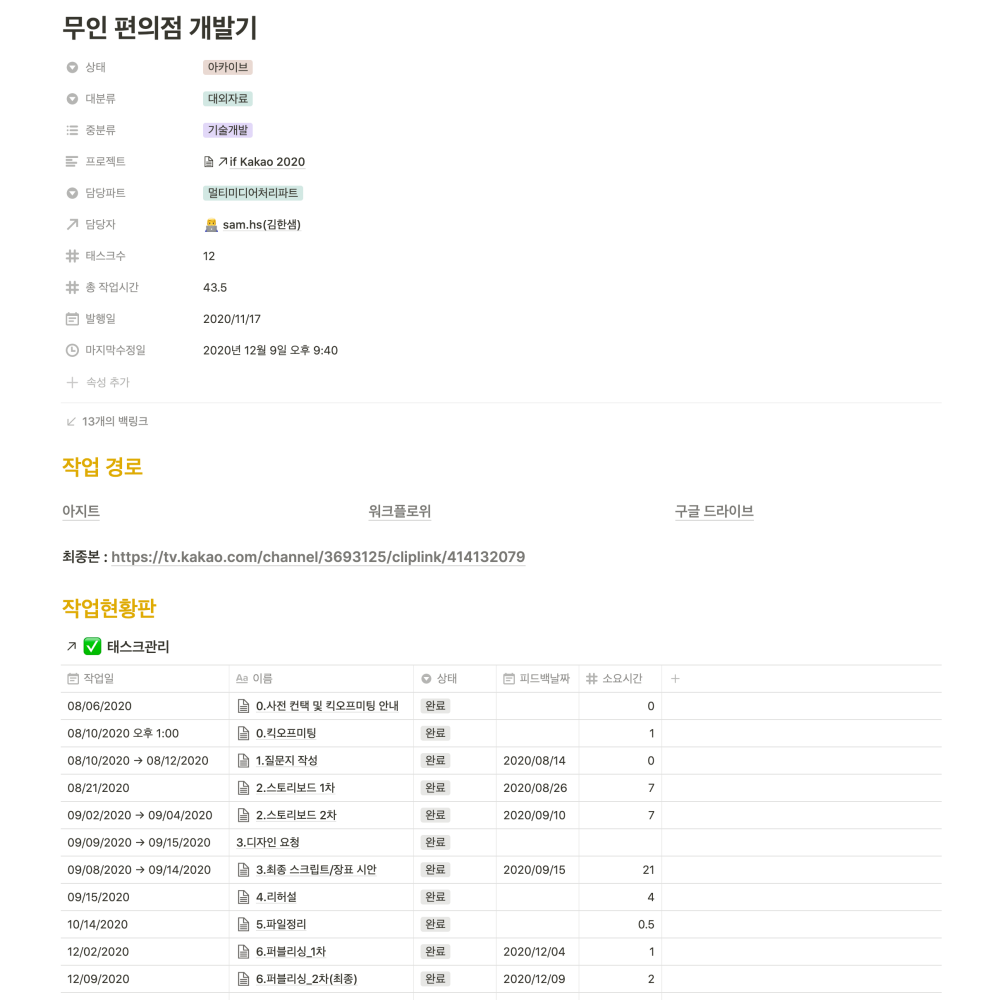 무인 편의점 개발기
상태 아카이브
대분류 대외자료
중분류 기술개발
프로젝트 if Kakao 2020
담당파트 멀티미디어처리파트
담당자 sam.hs(김한샘)
태스크수 12
총 작업시간 43.5
발행일 2020/11/17
마지막수정일 2020년 12월 9일 오후 9:40
속성 추가
13개의 백링크
작업 경로
아지트 워크플로위 구글 드라이브
최종본 : https://tv.kakao.com/channel/3693125/cliplink/414132079
작업현황판
태스크관리
작업일 Aa 이름 상태 피드백날짜 소요시간
08/06/2020 0.사전 컨택 및 킥오프미팅 안내 완료 0
08/10/2020 오후 1:00 0.킥오프미팅 완료 1
08/10/2020 → 08/12/2020 1.질문지 작성 완료 2020/08/14 0
08/21/2020 2.스토리보드 1차 완료 2020/08/26 7
09/02/2020 → 09/04/2020 2.스토리보드 2차 완료 2020/09/10 7
09/09/2020 → 09/15/2020 3.디자인 요청 완료
09/08/2020 → 09/14/2020 3.최종 스크립트/장표 시안 완료 2020/09/15 21
09/15/2020 4.리허설 완료 4
10/14/2020 5.파일정리 완료 0.5
12/02/2020 6.퍼블리싱_1차 완료 2020/12/04 1
12/09/2020 6.퍼블리싱_2차(최종) 완료 2020/12/09 2